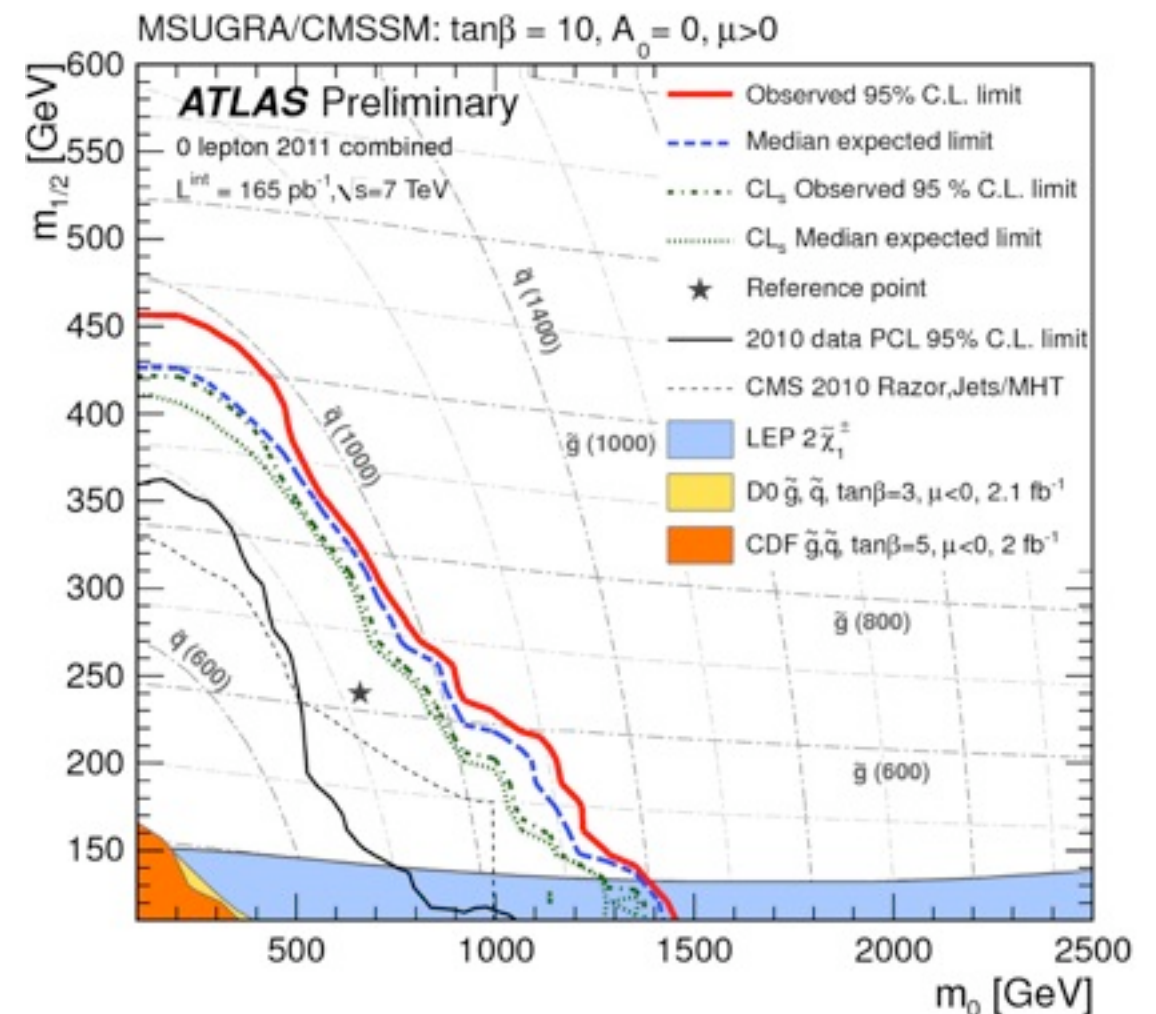 MSUGRA/CMSSM: tanβ = 10, A₀ = 0, μ>0
m₁/₂ [GeV]
600
550
500
450
400
350
300
250
200
150
ATLAS Preliminary
0 lepton 2011 combined
Lⁱⁿᵗ = 165 pb⁻¹, √s=7 TeV
Observed 95% C.L. limit
Median expected limit
CLₛ Observed 95 % C.L. limit
CLₛ Median expected limit
Reference point
2010 data PCL 95% C.L. limit
CMS 2010 Razor,Jets/MHT
LEP 2 χ̃₁±
D0 g̃, q̃, tanβ=3, μ<0, 2.1 fb⁻¹
CDF g̃,q̃, tanβ=5, μ<0, 2 fb⁻¹
q̃ (1400)
q̃ (1000)
g̃ (1000)
q̃ (600)
g̃ (800)
g̃ (600)
500
1000
1500
2000
2500
m₀ [GeV]